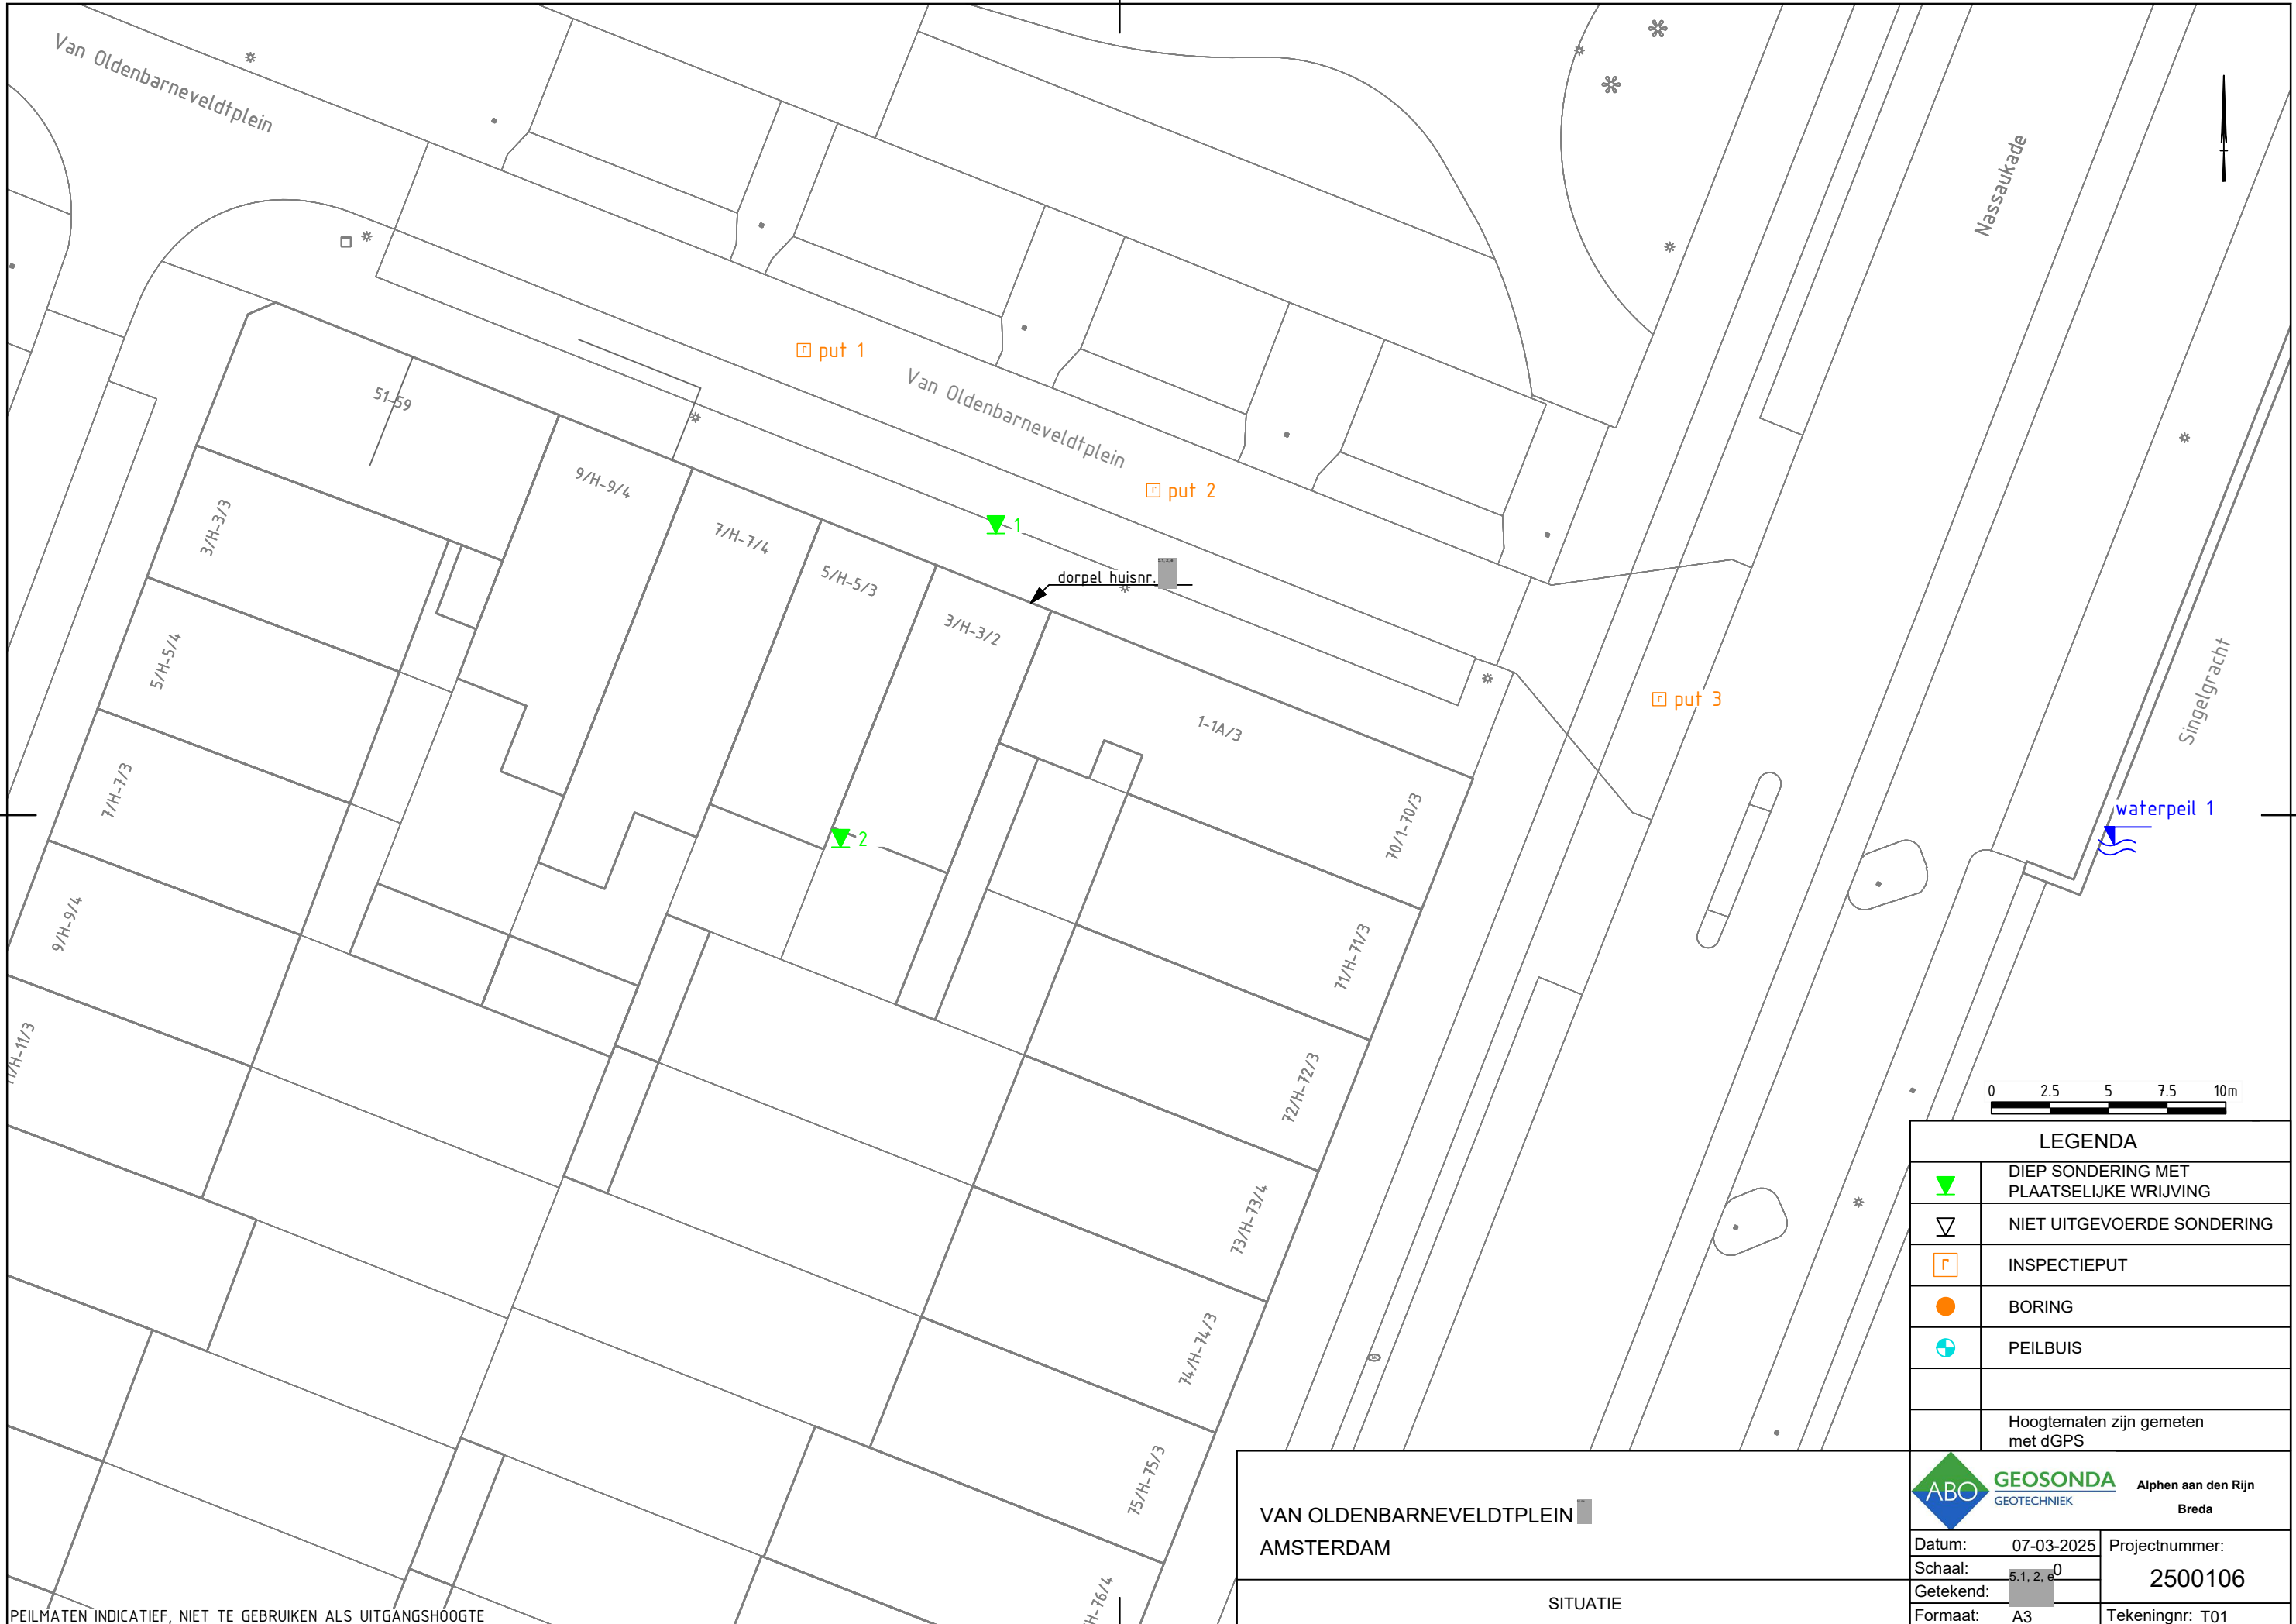 Van Oldenbarneveldtplein
Nassaukade
put 1
Van Oldenbarneveldtplein
51-59
9/H-9/4
put 2
3/H-3/3
7/H-7/4
1
5/H-5/3
dorpel huisnr.
3/H-3/2
5/H-5/4
Singelgracht
put 3
1-1A/3
7/H-7/3
waterpeil 1
70/1-70/3
2
9/H-9/4
71/H-71/3
/H-11/3
72/H-72/3
0 2.5 5 7.5 10m
LEGENDA
DIEP SONDERING MET
PLAATSELIJKE WRIJVING
NIET UITGEVOERDE SONDERING
73/H-73/4
INSPECTIEPUT
BORING
74/H-74/3
PEILBUIS
Hoogtematen zijn gemeten
met dGPS
75/H-75/3
ABO GEOSONDA
GEOTECHNIEK
Alphen aan den Rijn
Breda
VAN OLDENBARNEVELDTPLEIN
AMSTERDAM
Datum: 07-03-2025
Projectnummer:
Schaal: 0
5.1, 2, e
2500106
Getekend:
H-76/4
SITUATIE
PEILMATEN INDICATIEF, NIET TE GEBRUIKEN ALS UITGANGSHOOGTE
Formaat: A3
Tekeningnr: T01